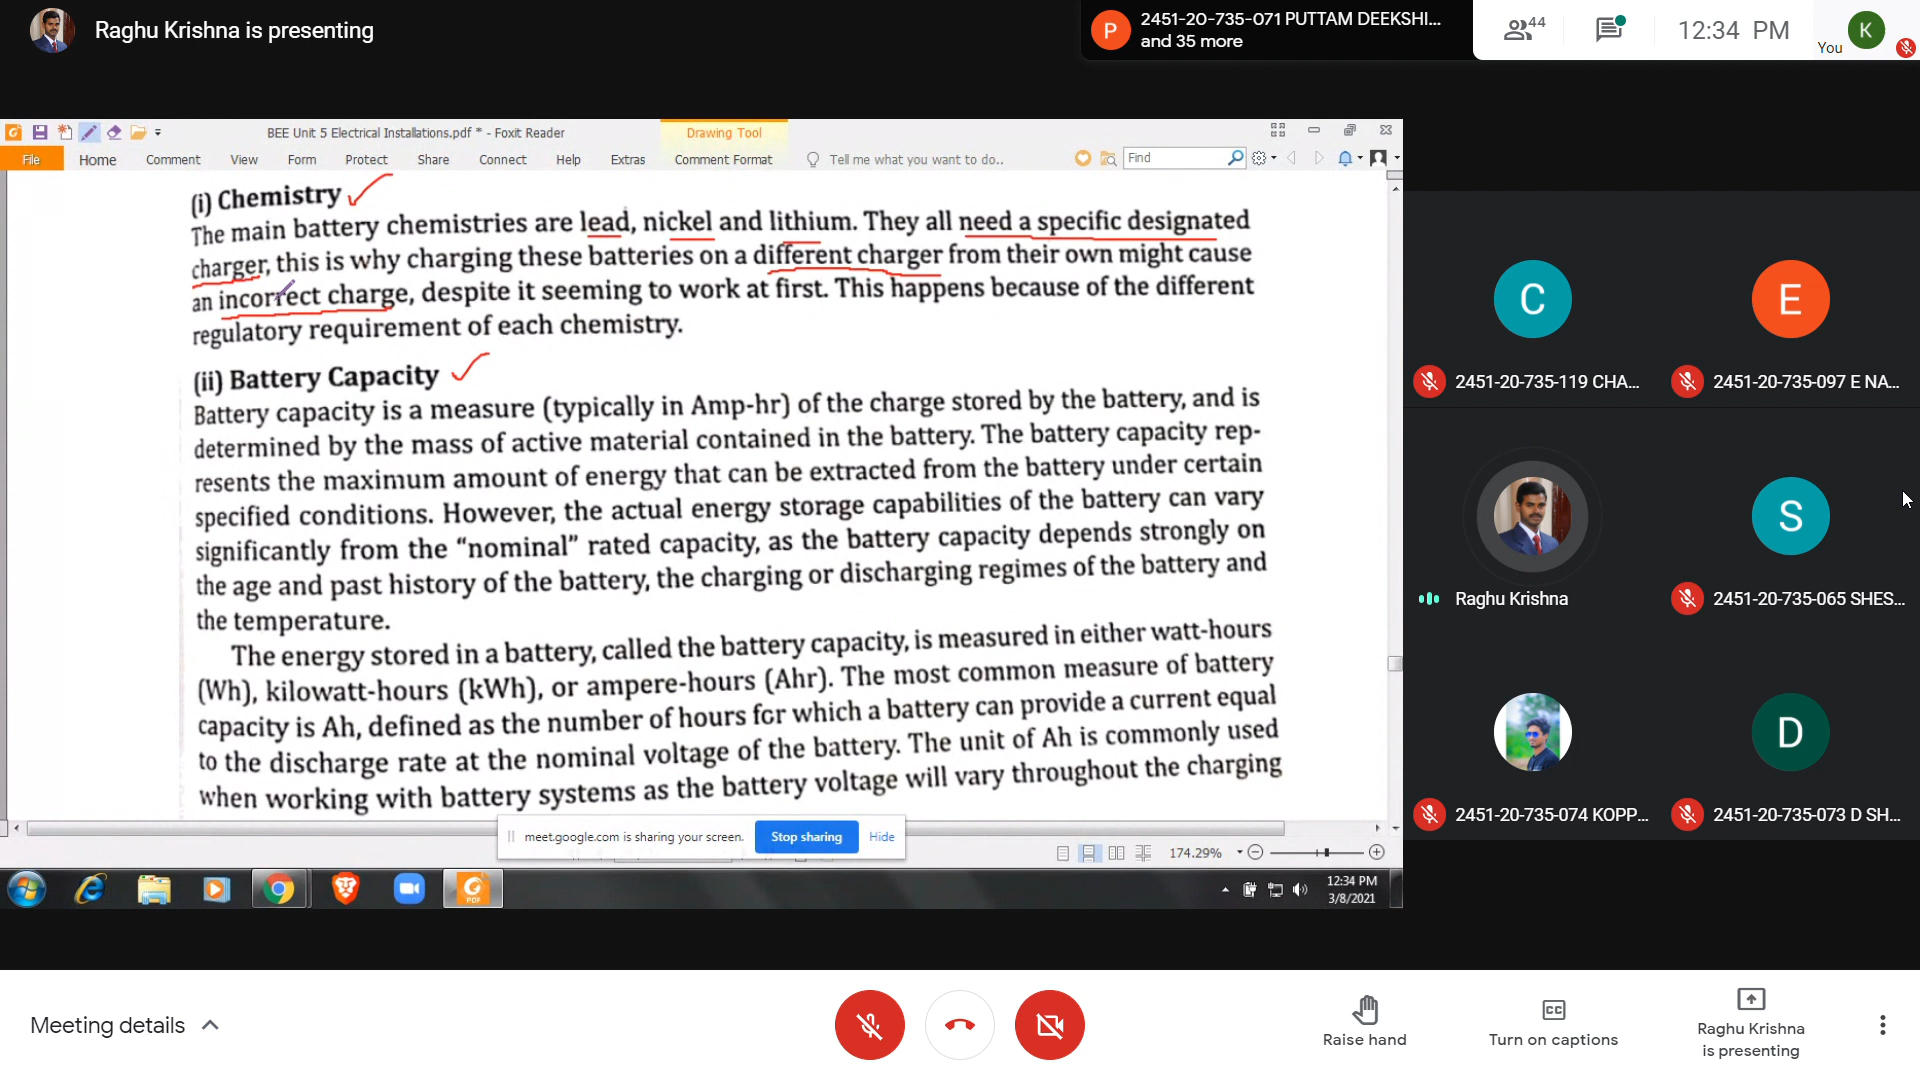 Raghu Krishna is presenting
P
2451-20-735-071 PUTTAM DEEKSHI...
and 35 more
44
12:34 PM
You
K
BEE Unit 5 Electrical Installations.pdf * - Foxit Reader
Drawing Tool
File Home Comment View Form Protect Share Connect Help Extras Comment Format Tell me what you want to do.. Find
(i) Chemistry
The main battery chemistries are lead, nickel and lithium. They all need a specific designated
charger, this is why charging these batteries on a different charger from their own might cause
an incorrect charge, despite it seeming to work at first. This happens because of the different
regulatory requirement of each chemistry.
(ii) Battery Capacity
Battery capacity is a measure (typically in Amp-hr) of the charge stored by the battery, and is
determined by the mass of active material contained in the battery. The battery capacity rep-
resents the maximum amount of energy that can be extracted from the battery under certain
specified conditions. However, the actual energy storage capabilities of the battery can vary
significantly from the “nominal” rated capacity, as the battery capacity depends strongly on
the age and past history of the battery, the charging or discharging regimes of the battery and
the temperature.
The energy stored in a battery, called the battery capacity, is measured in either watt-hours
(Wh), kilowatt-hours (kWh), or ampere-hours (Ahr). The most common measure of battery
capacity is Ah, defined as the number of hours for which a battery can provide a current equal
to the discharge rate at the nominal voltage of the battery. The unit of Ah is commonly used
when working with battery systems as the battery voltage will vary throughout the charging
meet.google.com is sharing your screen. Stop sharing Hide
174.29%
PDF
12:34 PM
3/8/2021
C
2451-20-735-119 CHA...
E
2451-20-735-097 E NA...
Raghu Krishna
S
2451-20-735-065 SHES...
2451-20-735-074 KOPP...
D
2451-20-735-073 D SH...
Meeting details
Raise hand
CC
Turn on captions
Raghu Krishna
is presenting